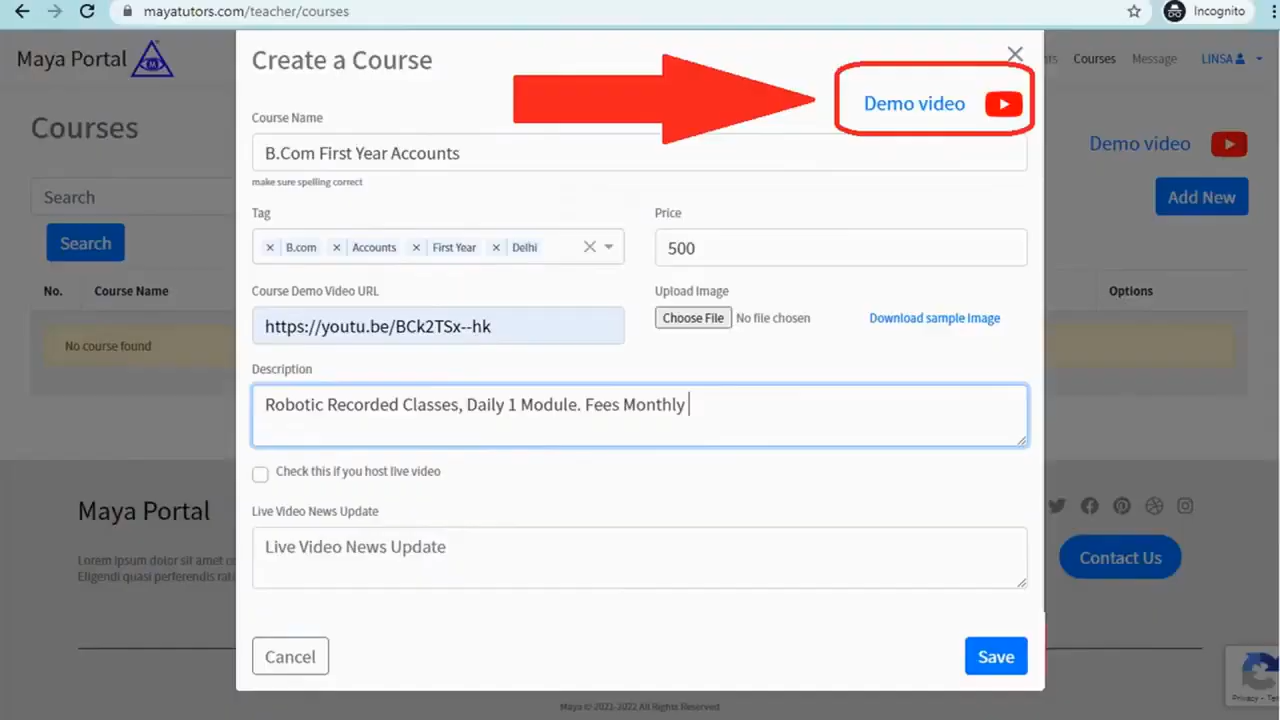 mayatutors.com/teacher/courses
Incognito
Maya Portal
Courses
Message
LINSA
Create a Course
Demo video
Courses
Demo video
Course Name
B.Com First Year Accounts
make sure spelling correct
Search
Add New
Tag
Price
× B.com × Accounts × First Year × Delhi
500
Search
No.
Course Name
Options
Course Demo Video URL
Upload Image
https://youtu.be/BCk2TSx--hk
Choose File No file chosen
Download sample Image
No course found
Description
Robotic Recorded Classes, Daily 1 Module. Fees Monthly
Check this if you host live video
Maya Portal
Live Video News Update
Live Video News Update
Lorem ipsum dolor sit amet
Eligendi quasi perferendis
Contact Us
Cancel
Save
Privacy
Maya © 2021-2022 All Rights Reserved